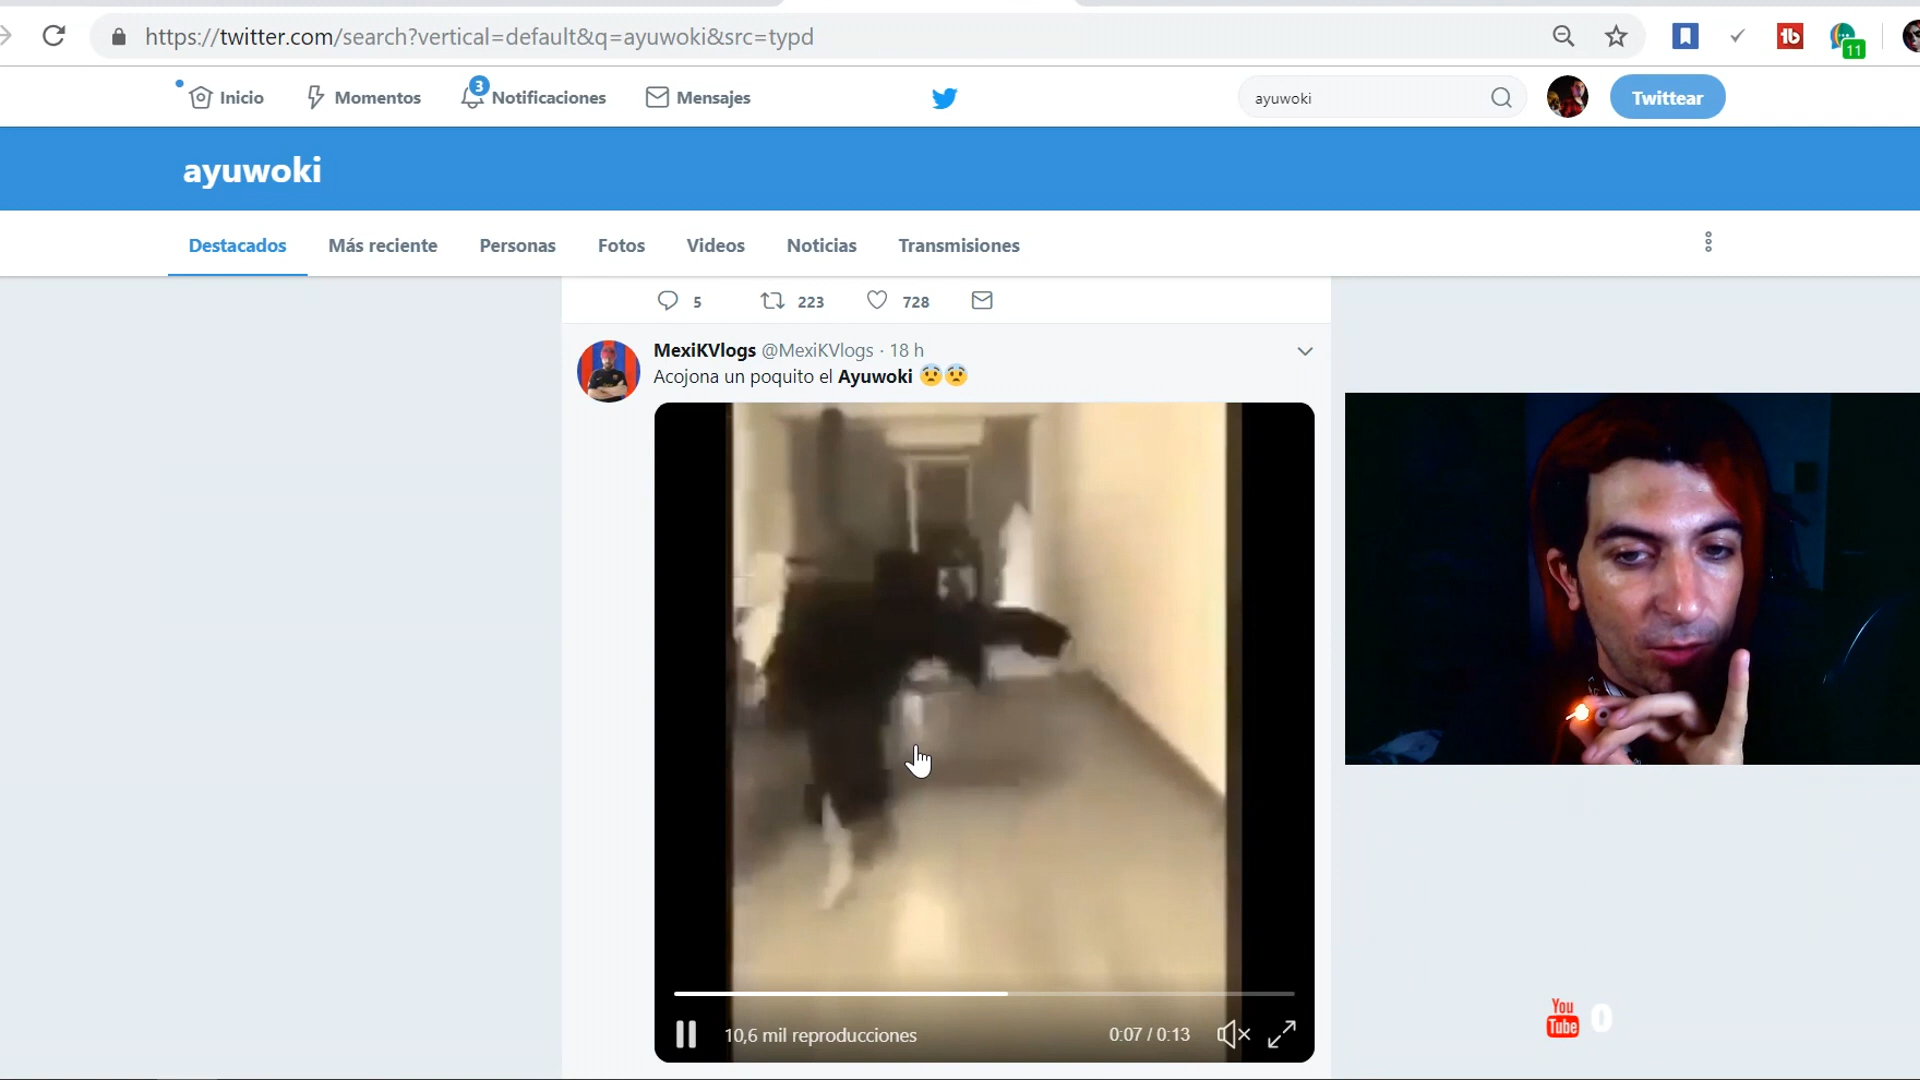 https://twitter.com/search?vertical=default&q=ayuwoki&src=typd
11
Inicio
Momentos
3
Notificaciones
Mensajes
ayuwoki
Twittear
ayuwoki
Destacados
Más reciente
Personas
Fotos
Videos
Noticias
Transmisiones
5
223
728
MexiKVlogs @MexiKVlogs · 18 h
Acojona un poquito el Ayuwoki 😨😨
10,6 mil reproducciones
0:07 / 0:13
You
Tube
0